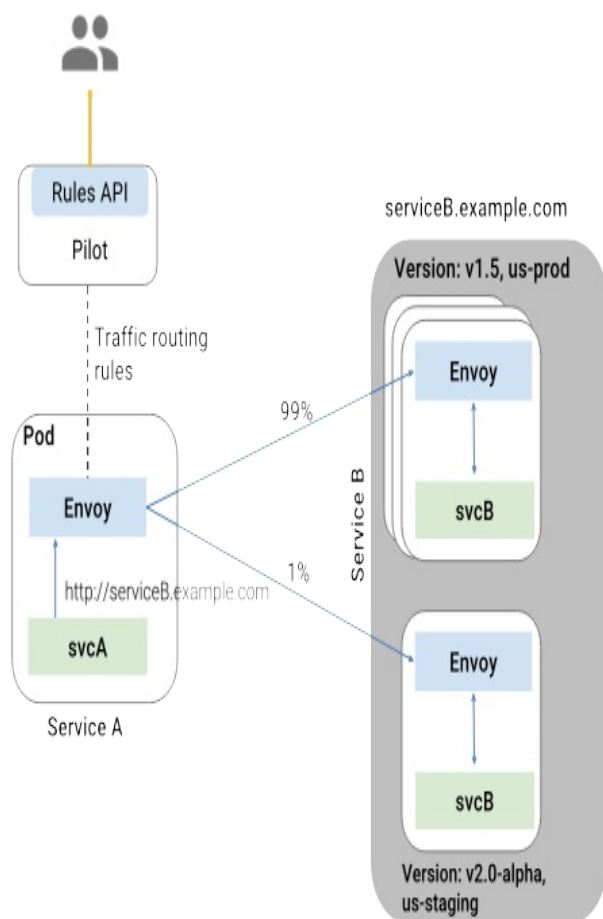 Rules API
Pilot
Traffic routing
rules
Pod
Envoy
http://serviceB.example.com
svcA
Service A
99%
1%
serviceB.example.com
Version: v1.5, us-prod
Envoy
svcB
Service B
Envoy
svcB
Version: v2.0-alpha,
us-staging